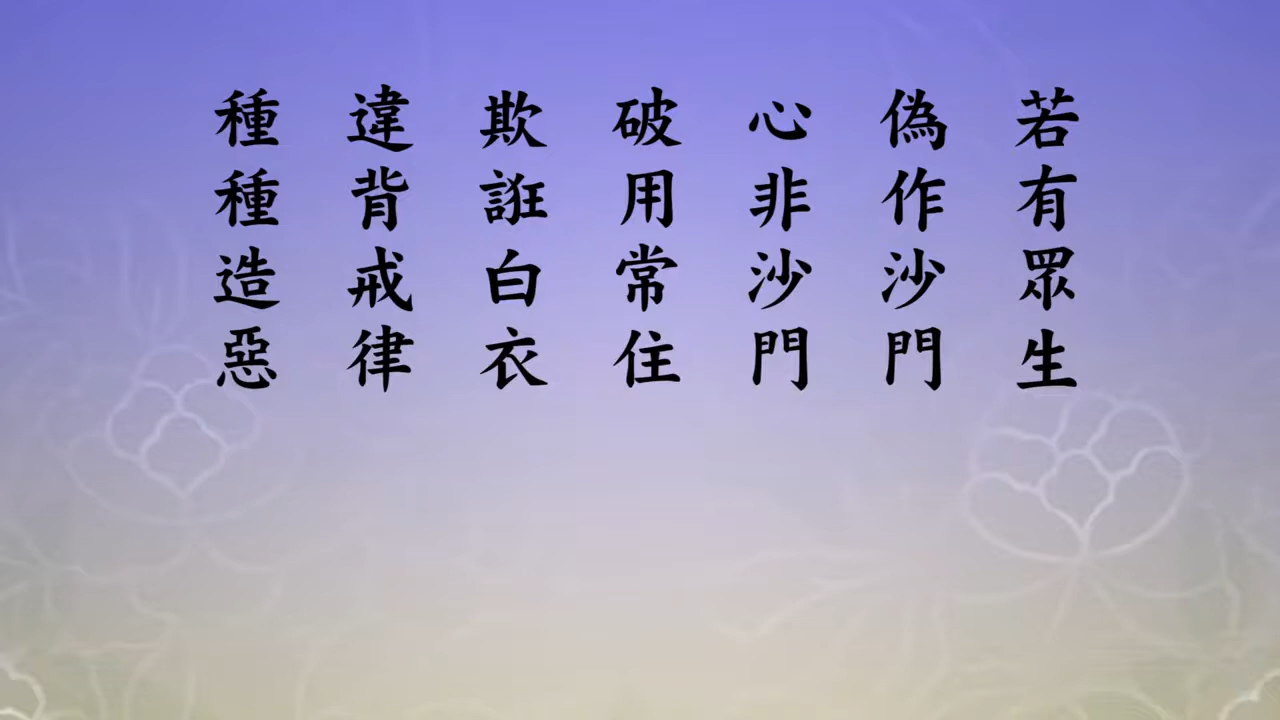 若有眾生
偽作沙門
心非沙門
破用常住
欺誑白衣
違背戒律
種種造惡